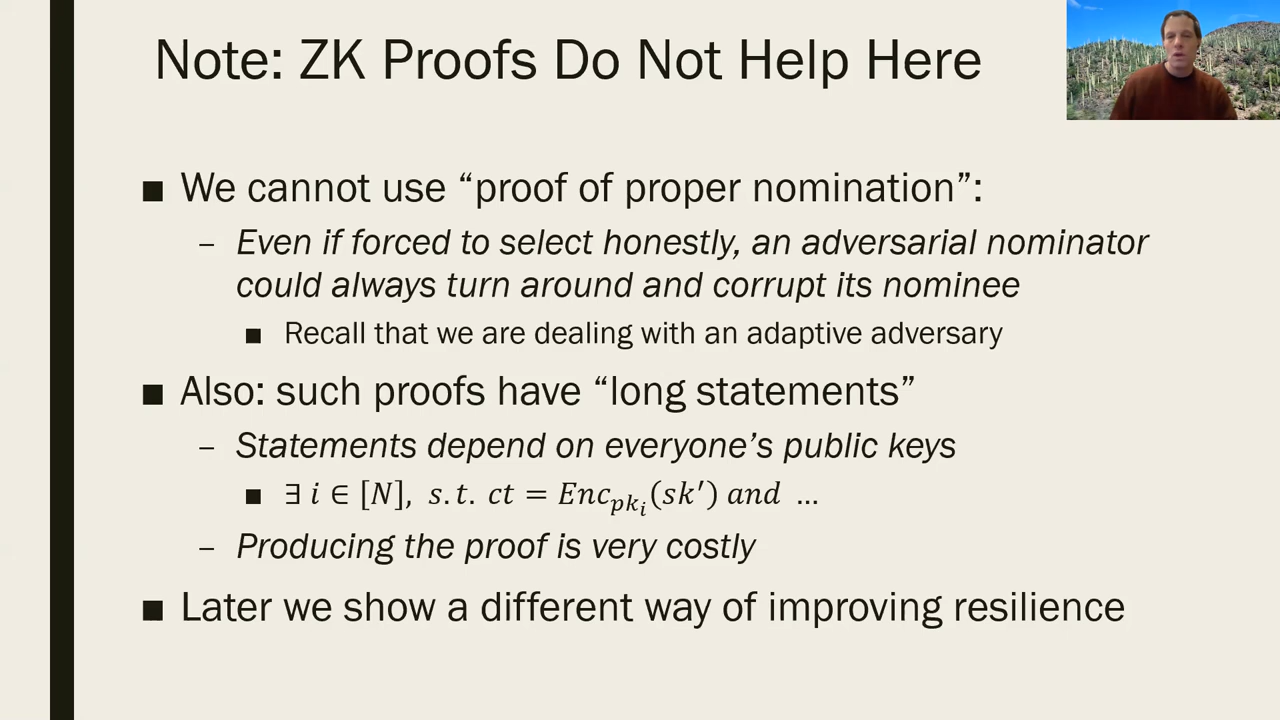 Note: ZK Proofs Do Not Help Here
■ We cannot use “proof of proper nomination”:
– Even if forced to select honestly, an adversarial nominator
could always turn around and corrupt its nominee
■ Recall that we are dealing with an adaptive adversary
■ Also: such proofs have “long statements”
– Statements depend on everyone’s public keys
■ ∃ i ∈ [N], s.t. ct = Enc_{pk_i}(sk′) and …
– Producing the proof is very costly
■ Later we show a different way of improving resilience